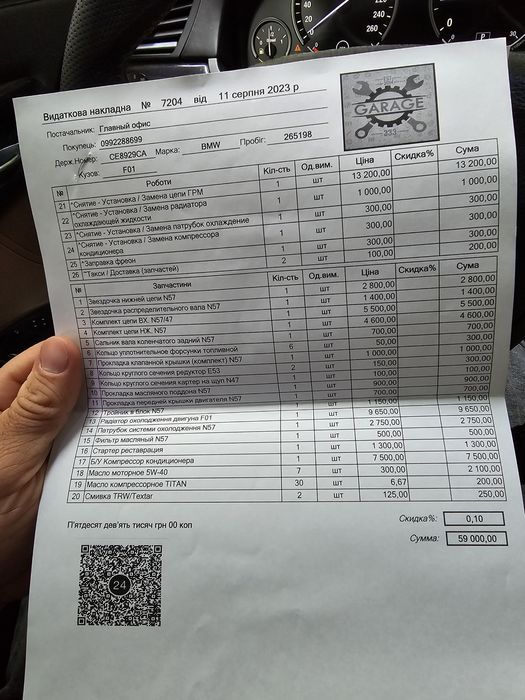 Видаткова накладна № 7204 від 11 серпня 2023 р
GARAGE
233
Постачальник: Главный офис
Покупець: 0992288699
Держ.Номер: CE8929CA Марка: BMW Пробіг: 265198
Кузов: F01
№ Роботи Кіл-сть Од.вим. Ціна Скидка% Сума
21 *Снятие - Установка / Замена цепи ГРМ 1 шт 13 200,00 13 200,00
22 *Снятие - Установка / Замена радиатора охлаждающей жидкости 1 шт 1 000,00 1 000,00
23 *Снятие - Установка / Замена патрубок охлаждение 1 шт 300,00 300,00
24 *Снятие - Установка / Замена компрессора кондиционера 1 шт 300,00 300,00
25 *Заправка фреон 1 шт 300,00 300,00
26 *Такси / Доставка (запчастей) 2 шт 100,00 200,00
№ Запчастини Кіл-сть Од.вим. Ціна Скидка% Сума
1 Звездочка нижней цепи N57 1 шт 2 800,00 2 800,00
2 Звездочка распределительного вала N57 1 шт 1 400,00 1 400,00
3 Комплект цепи ВХ. N57/47 1 шт 5 500,00 5 500,00
4 Комплект цепи НЖ. N57 1 шт 4 600,00 4 600,00
5 Сальник вала коленчатого задний N57 1 шт 700,00 700,00
6 Кольцо уплотнительное форсунки топливной 6 шт 50,00 300,00
7 Прокладка клапанной крышки (комплект) N57 1 шт 1 000,00 1 000,00
8 Кольцо круглого сечения редуктор E53 2 шт 150,00 300,00
9 Кольцо круглого сечения картер на щуп N47 1 шт 100,00 100,00
10 Прокладка масляного поддона N57 1 шт 900,00 900,00
11 Прокладка передней крышки двигателя N57 1 шт 700,00 700,00
12 Тройник в блок N57 1 шт 1 150,00 1 150,00
13 Радіатор охолодження двигуна F01 1 шт 9 650,00 9 650,00
14 Патрубок системи охолодження N57 1 шт 2 750,00 2 750,00
15 Фильтр масляный N57 1 шт 500,00 500,00
16 Стартер реставрация 1 шт 1 300,00 1 300,00
17 Б/У Компрессор кондиционера 1 шт 7 500,00 7 500,00
18 Масло моторное 5W-40 7 шт 300,00 2 100,00
19 Масло компрессорное TITAN 30 шт 6,67 200,00
20 Смивка TRW/Textar 2 шт 125,00 250,00
П'ятдесят дев'ять тисяч грн 00 коп
Скидка%: 0,10
Сумма: 59 000,00
24